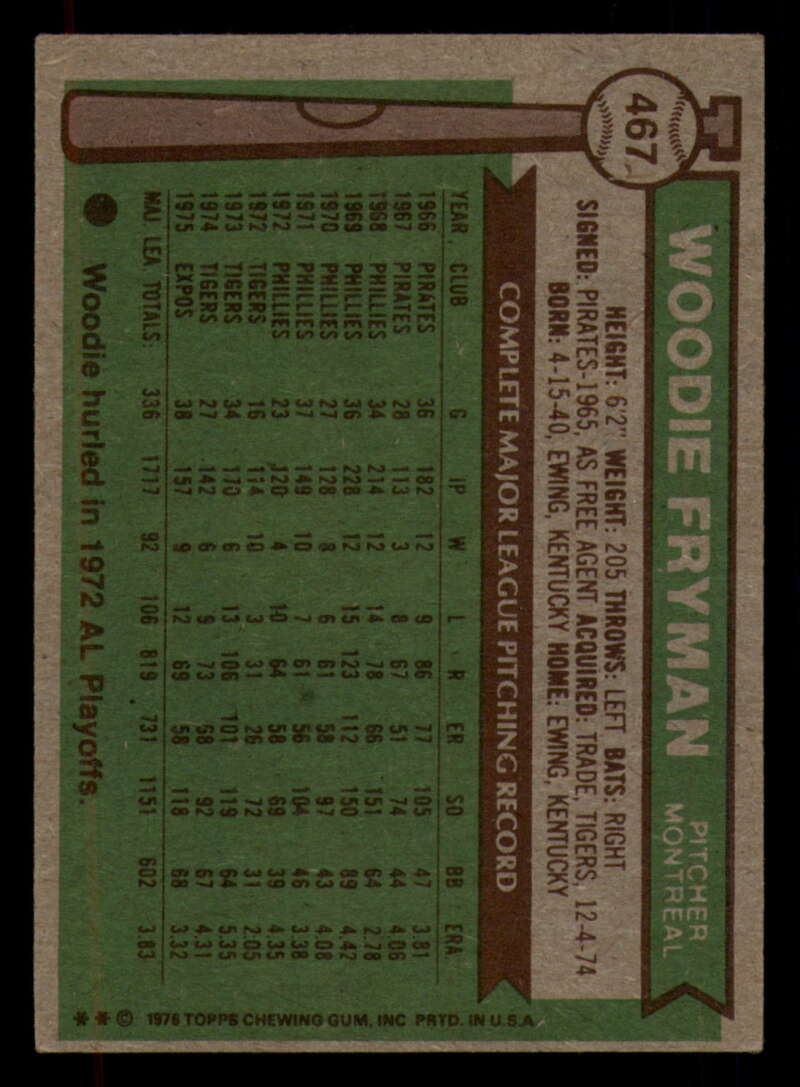 467
WOODIE FRYMAN
PITCHER
MONTREAL
HEIGHT: 6'2" WEIGHT: 205 THROWS: LEFT BATS: RIGHT
SIGNED: PIRATES-1965, AS FREE AGENT ACQUIRED: TRADE, TIGERS, 12-4-74
BORN: 4-15-40, EWING, KENTUCKY HOME: EWING, KENTUCKY
COMPLETE MAJOR LEAGUE PITCHING RECORD
YEAR CLUB G IP W L R ER SO BB ERA
1966 PIRATES 36 182 12 9 86 77 105 47 3.81
1967 PIRATES 28 113 3 8 67 51 74 44 4.06
1968 PHILLIES 34 214 12 14 78 66 151 64 2.78
1969 PHILLIES 36 228 12 15 123 112 150 89 4.42
1970 PHILLIES 27 128 8 6 61 58 97 43 4.08
1971 PHILLIES 37 149 10 7 61 56 104 46 3.38
1972 PHILLIES 23 120 4 10 64 58 69 39 4.35
1972 TIGERS 16 114 10 3 31 26 72 31 2.05
1973 TIGERS 34 170 6 13 106 101 119 64 5.35
1974 TIGERS 27 142 6 9 73 68 92 67 4.31
1975 EXPOS 38 157 9 12 69 58 118 68 3.32
MAJ LEA TOTALS: 336 1717 92 106 819 731 1151 602 3.83
Woodie hurled in 1972 AL Playoffs.
**© 1976 TOPPS CHEWING GUM, INC PRTD. IN U.S.A.